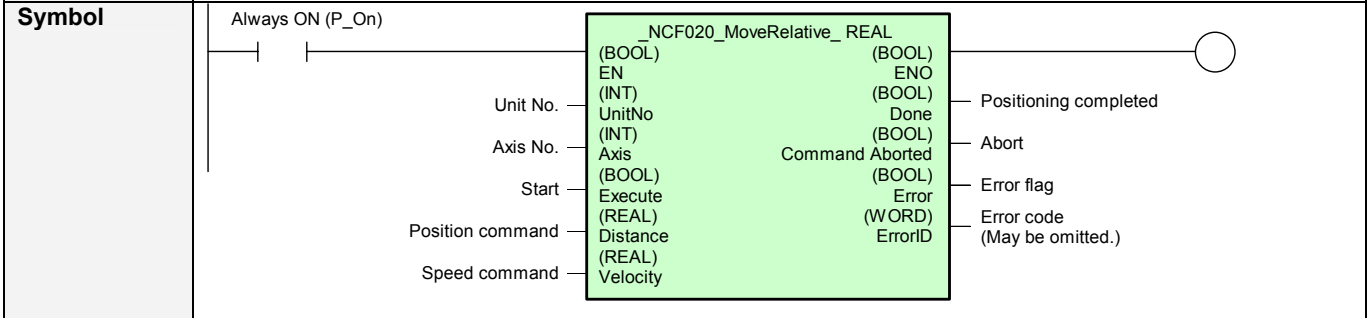 Symbol
Always ON (P_On)
_NCF020_MoveRelative_ REAL
(BOOL) (BOOL)
EN ENO
(INT) (BOOL)
Unit No. UnitNo Done Positioning completed
(INT) (BOOL)
Axis No. Axis Command Aborted Abort
(BOOL) (BOOL)
Start Execute Error Error flag
(REAL) (WORD) Error code
Position command Distance ErrorID (May be omitted.)
(REAL)
Speed command Velocity